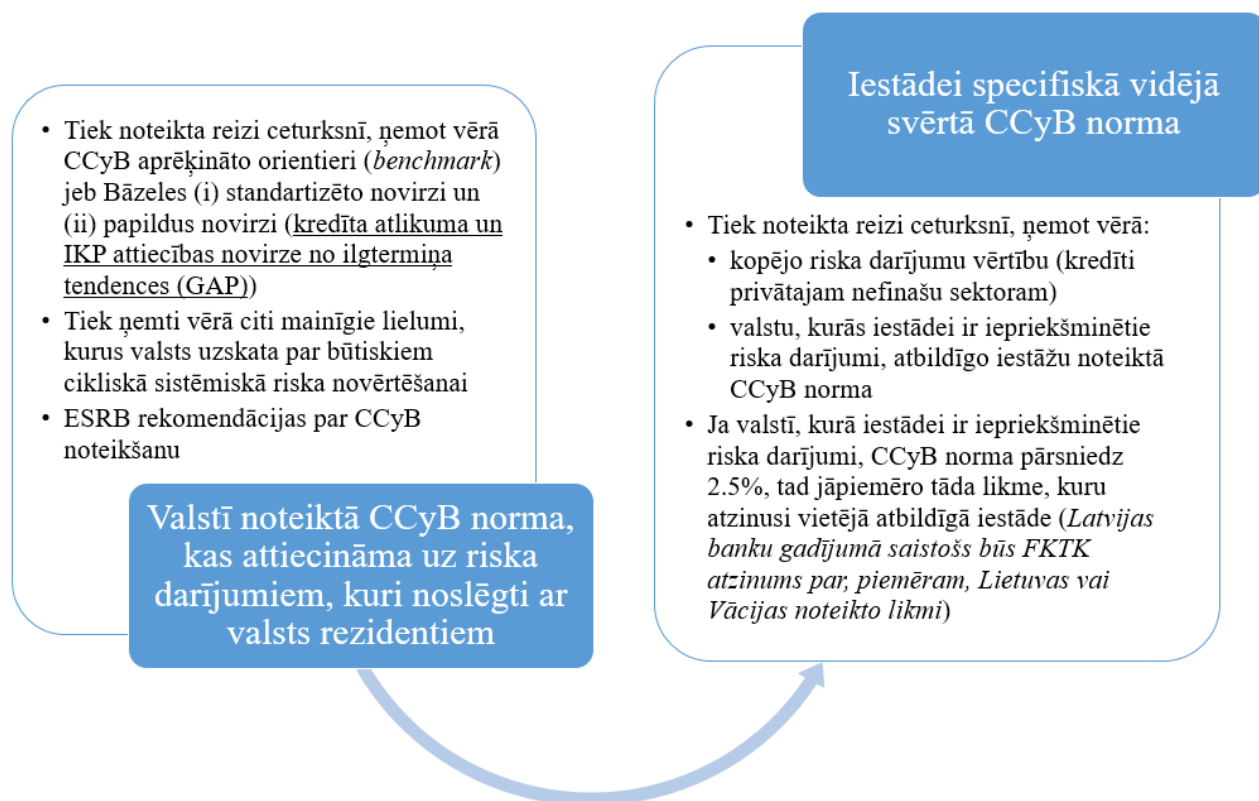 • Tiek noteikta reizi ceturksnī, ņemot vērā
CCyB aprēķināto orientieri (benchmark)
jeb Bāzeles (i) standartizēto novirzi un
(ii) papildus novirzi (kredīta atlikuma un
IKP attiecības novirze no ilgtermiņa
tendences (GAP))
• Tiek ņemti vērā citi mainīgie lielumi,
kurus valsts uzskata par būtiskiem
cikliskā sistēmiskā riska novērtēšanai
• ESRB rekomendācijas par CCyB
noteikšanu
Valstī noteiktā CCyB norma,
kas attiecināma uz riska
darījumiem, kuri noslēgti ar
valsts rezidentiem
Iestādei specifiskā vidējā
svērtā CCyB norma
• Tiek noteikta reizi ceturksnī, ņemot vērā:
• kopējo riska darījumu vērtību (kredīti
privātajam nefinašu sektoram)
• valstu, kurās iestādei ir iepriekšminētie
riska darījumi, atbildīgo iestāžu noteiktā
CCyB norma
• Ja valstī, kurā iestādei ir iepriekšminētie
riska darījumi, CCyB norma pārsniedz
2.5%, tad jāpiemēro tāda likme, kuru
atzinusi vietējā atbildīgā iestāde (Latvijas
banku gadījumā saistošs būs FKTK
atzinums par, piemēram, Lietuvas vai
Vācijas noteikto likmi)